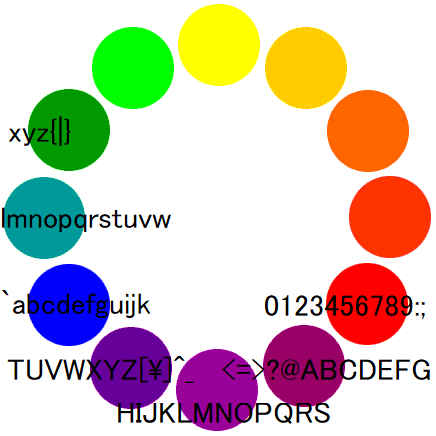 xyz{|}
lmnopqrstuvw
`abcdefguijk
0123456789:;
TUVWXYZ[¥]^_
<=>?@ABCDEFG
HIJKLMNOPQRS